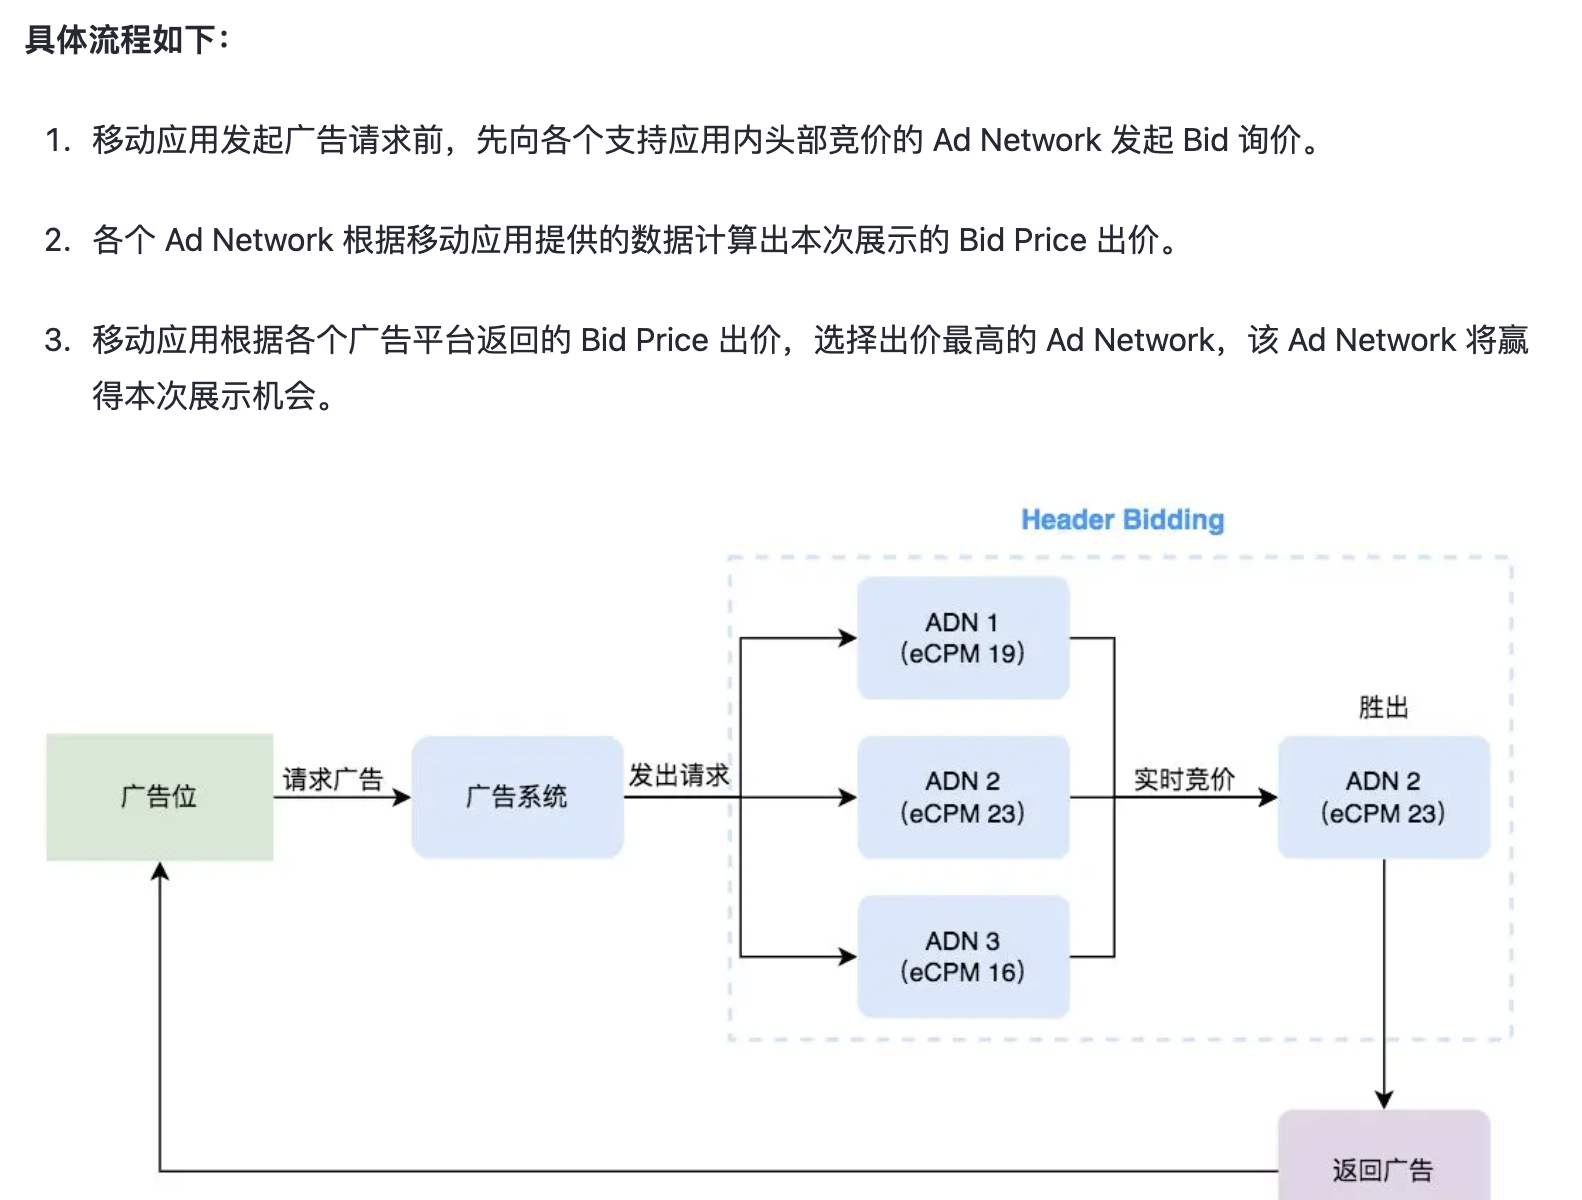 具体流程如下：
1. 移动应用发起广告请求前，先向各个支持应用内头部竞价的 Ad Network 发起 Bid 询价。
2. 各个 Ad Network 根据移动应用提供的数据计算出本次展示的 Bid Price 出价。
3. 移动应用根据各个广告平台返回的 Bid Price 出价，选择出价最高的 Ad Network，该 Ad Network 将赢
得本次展示机会。
Header Bidding
广告位
请求广告
广告系统
发出请求
ADN 1
（eCPM 19）
ADN 2
（eCPM 23）
ADN 3
（eCPM 16）
实时竞价
胜出
ADN 2
（eCPM 23）
返回广告